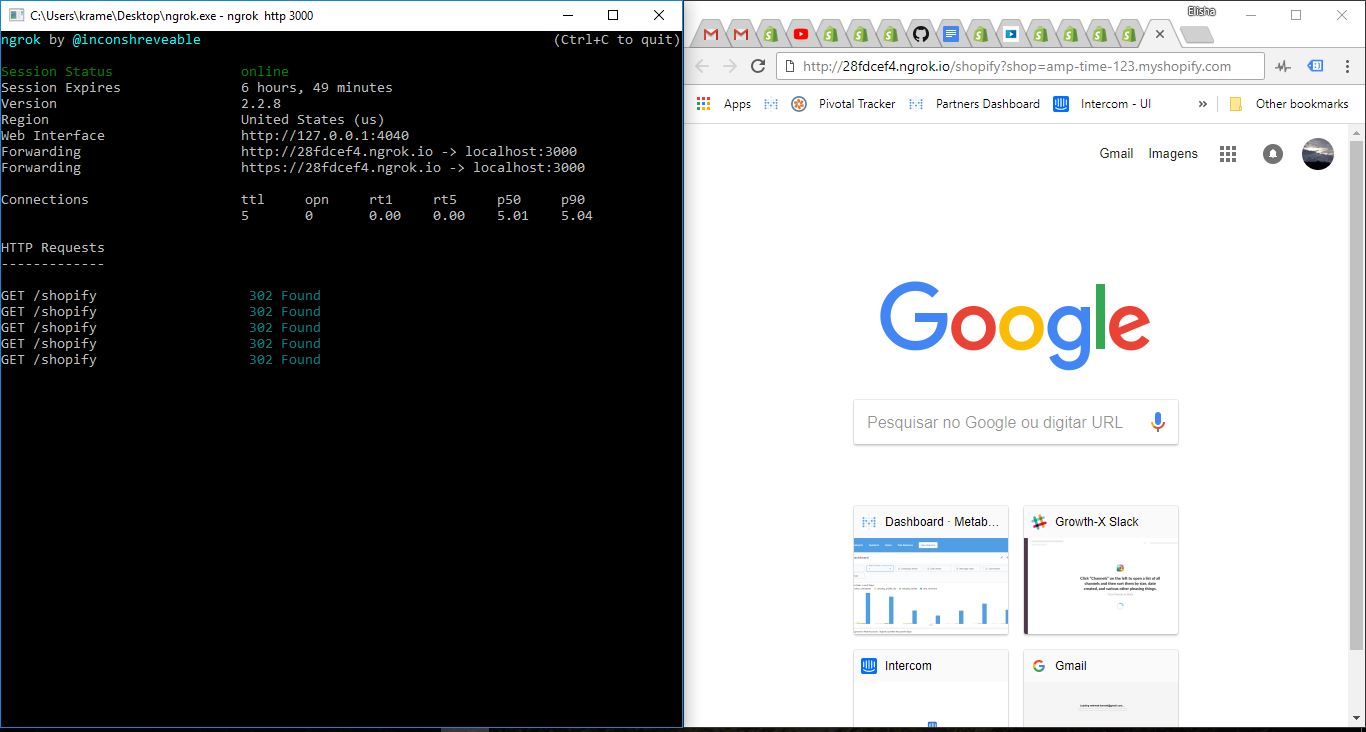 C:\Users\krame\Desktop\ngrok.exe - ngrok  http 3000
ngrok by @inconshreveable (Ctrl+C to quit)
Session Status online
Session Expires 6 hours, 49 minutes
Version 2.2.8
Region United States (us)
Web Interface http://127.0.0.1:4040
Forwarding http://28fdcef4.ngrok.io -> localhost:3000
Forwarding https://28fdcef4.ngrok.io -> localhost:3000
Connections ttl opn rt1 rt5 p50 p90
5 0 0.00 0.00 5.01 5.04
HTTP Requests
-------------
GET /shopify 302 Found
GET /shopify 302 Found
GET /shopify 302 Found
GET /shopify 302 Found
GET /shopify 302 Found
Elisha
http://28fdcef4.ngrok.io/shopify?shop=amp-time-123.myshopify.com
Apps Pivotal Tracker Partners Dashboard Intercom - UI » Other bookmarks
Gmail Images
Google
Pesquisar no Google ou digitar URL
Dashboard · Metab... Growth-X Slack
Click "Channels" on the left to open a list of all
channels and then sort them by size, date
created, and various other pleasing things.
Intercom Gmail